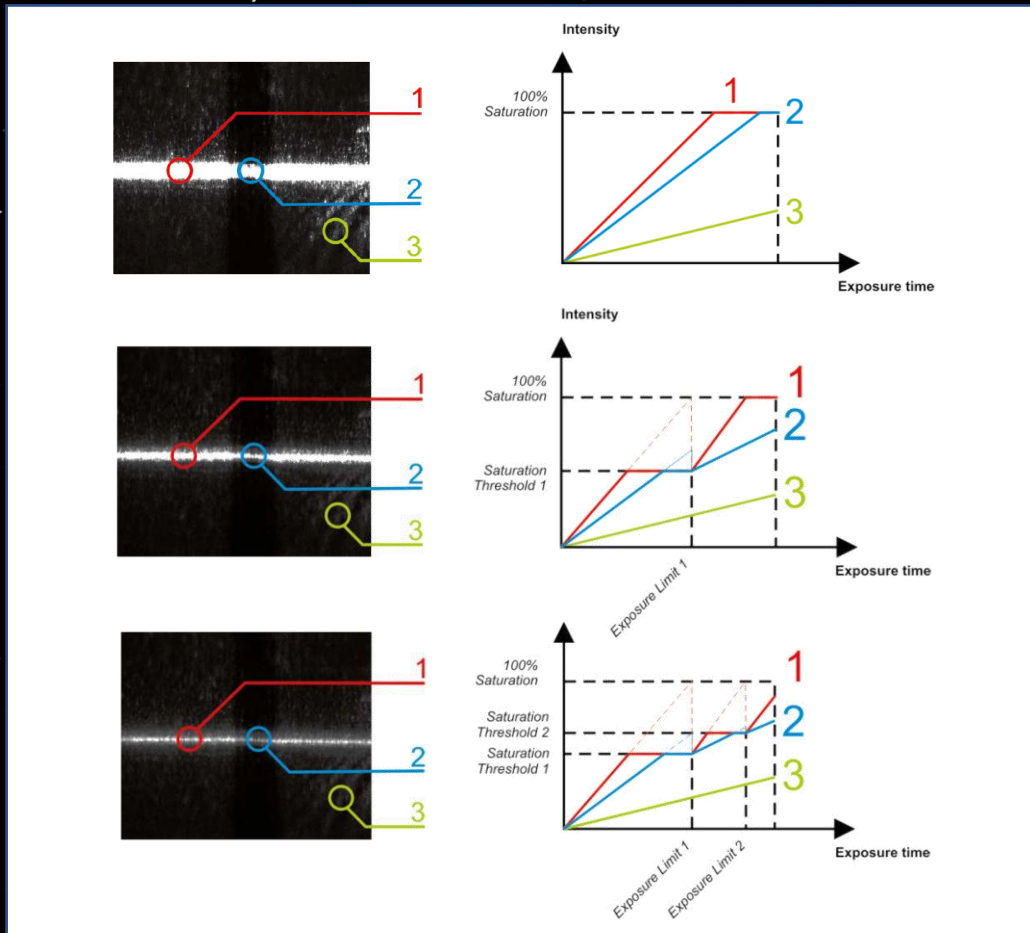 Intensity
100%
Saturation
1
2
3
1
2
3
Exposure time
Intensity
100%
Saturation
Saturation
Threshold 1
1
2
3
1
2
3
Exposure Limit 1
Exposure time
100%
Saturation
Saturation
Threshold 2
Saturation
Threshold 1
1
2
3
1
2
3
Exposure Limit 1
Exposure Limit 2
Exposure time